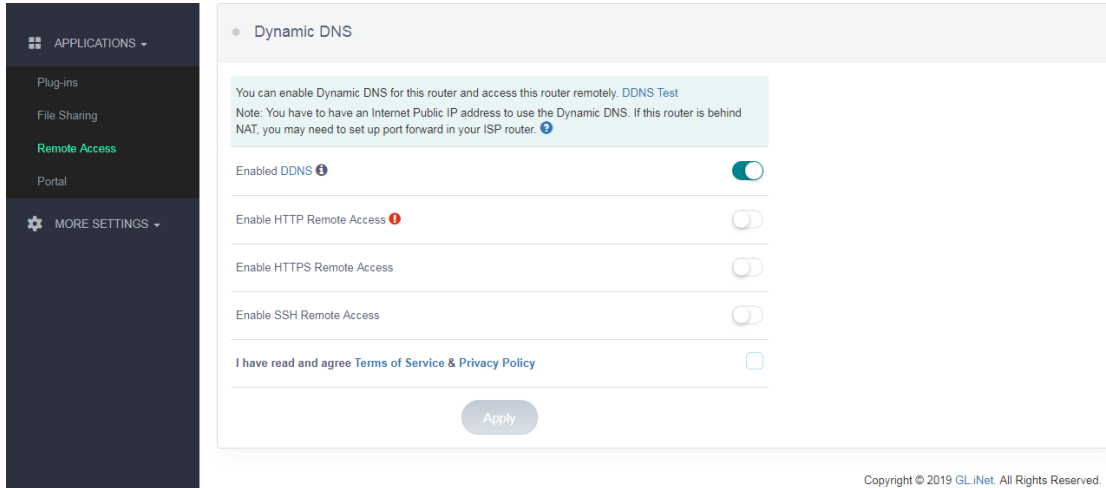 APPLICATIONS
Plug-ins
File Sharing
Remote Access
Portal
MORE SETTINGS
Dynamic DNS
You can enable Dynamic DNS for this router and access this router remotely. DDNS Test
Note: You have to have an Internet Public IP address to use the Dynamic DNS. If this router is behind
NAT, you may need to set up port forward in your ISP router.
Enabled DDNS
Enable HTTP Remote Access
Enable HTTPS Remote Access
Enable SSH Remote Access
I have read and agree Terms of Service & Privacy Policy
Apply
Copyright © 2019 GL.iNet. All Rights Reserved.